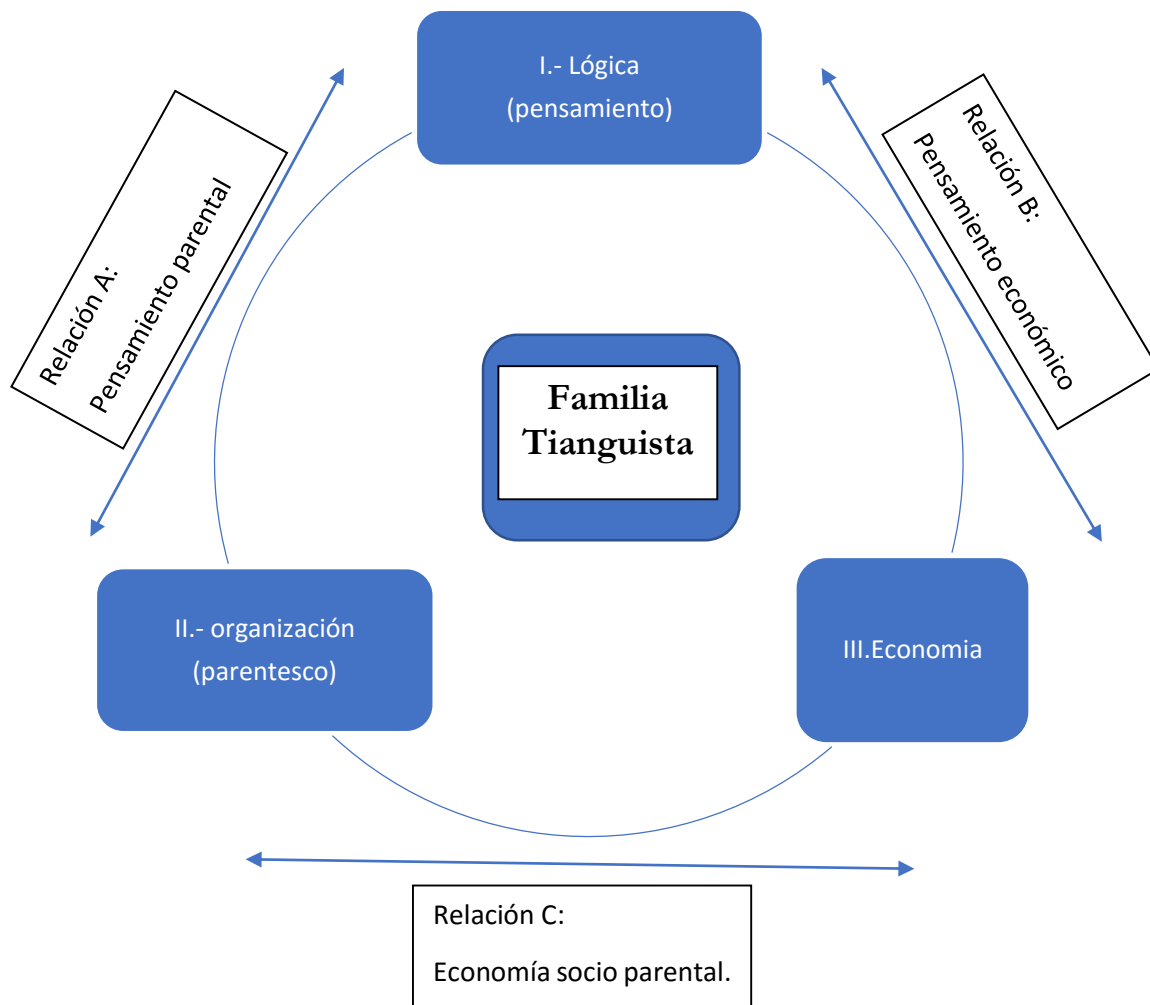 I.- Lógica
(pensamiento)
Relación A:
Pensamiento parental
Relación B:
Pensamiento económico
Familia
Tianguista
II.- organización
(parentesco)
III.Economia
Relación C:
Economía socio parental.